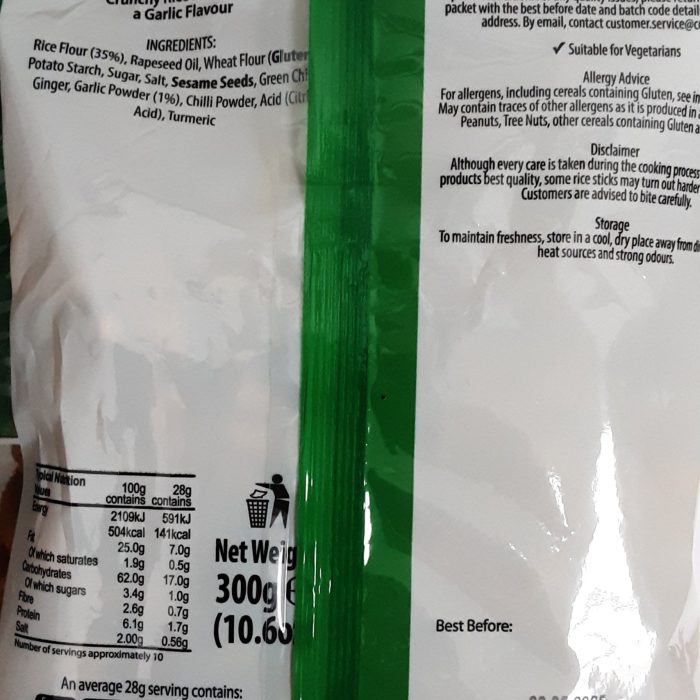 a Garlic Flavour
INGREDIENTS:
Rice Flour (35%), Rapeseed Oil, Wheat Flour (Gluten
Potato Starch, Sugar, Salt, Sesame Seeds, Green
Ginger, Garlic Powder (1%), Chilli Powder, Acid
Acid), Turmeric
100g 28g
contains contains
2109kJ 591kJ
504kcal 141kcal
Fat 25.0g 7.0g
Of which saturates 1.9g 0.5g
Carbohydrates 62.0g 17.0g
Of which sugars 3.4g 1.0g
Fibre 2.6g 0.7g
Protein 6.1g 1.7g
Salt 2.00g 0.56g
Number of servings approximately 10
An average 28g serving contains:
Net Weig
300g
(10.6
packet with the best before date and batch code detail
address. By email, contact customer.service@c
✓ Suitable for Vegetarians
Allergy Advice
For allergens, including cereals containing Gluten, see in
May contain traces of other allergens as it is produced in a
Peanuts, Tree Nuts, other cereals containing Gluten a
Disclaimer
Although every care is taken during the cooking process
products best quality, some rice sticks may turn out harder
Customers are advised to bite carefully.
Storage
To maintain freshness, store in a cool, dry place away from di
heat sources and strong odours.
Best Before: